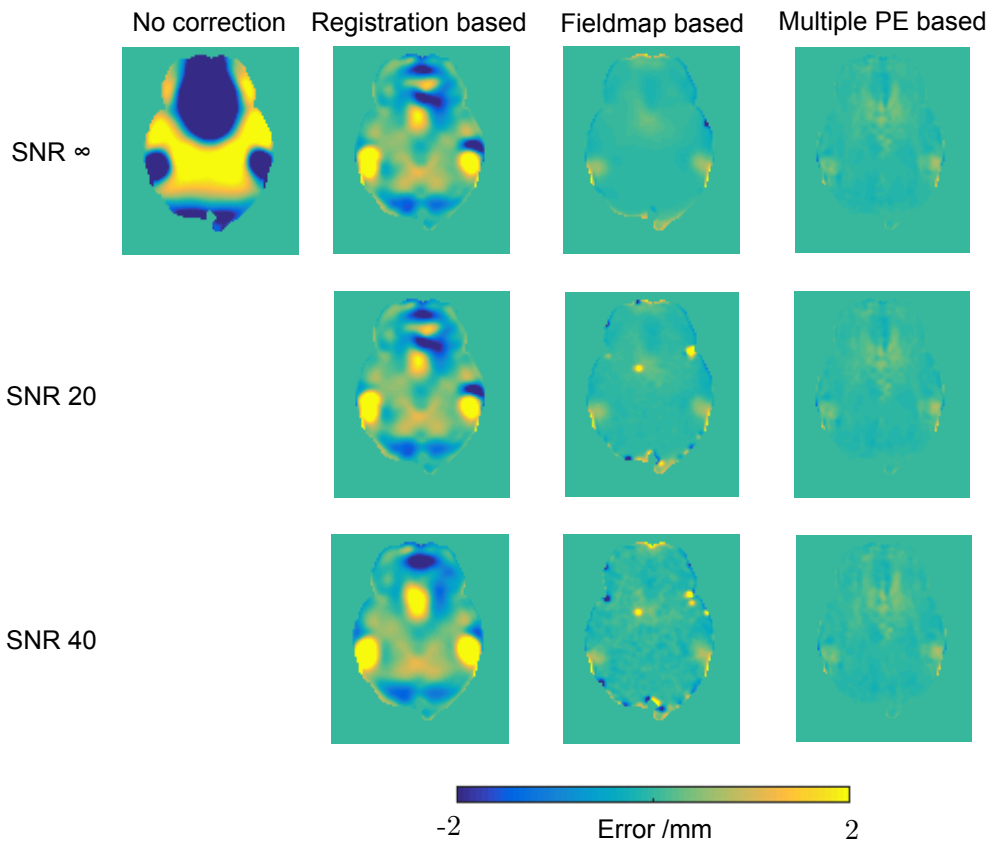 No correction Registration based Fieldmap based Multiple PE based
SNR ∞
SNR 20
SNR 40
-2 Error /mm 2